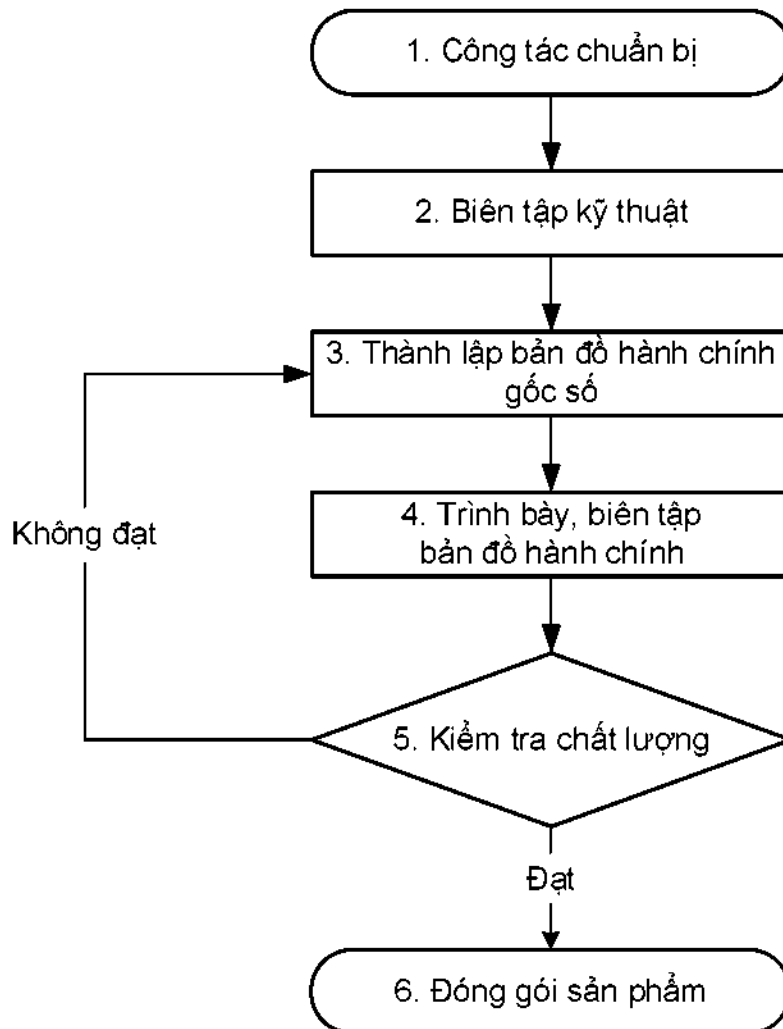 1. Công tác chuẩn bị
2. Biên tập kỹ thuật
3. Thành lập bản đồ hành chính
gốc số
4. Trình bày, biên tập
bản đồ hành chính
Không đạt
5. Kiểm tra chất lượng
Đạt
6. Đóng gói sản phẩm